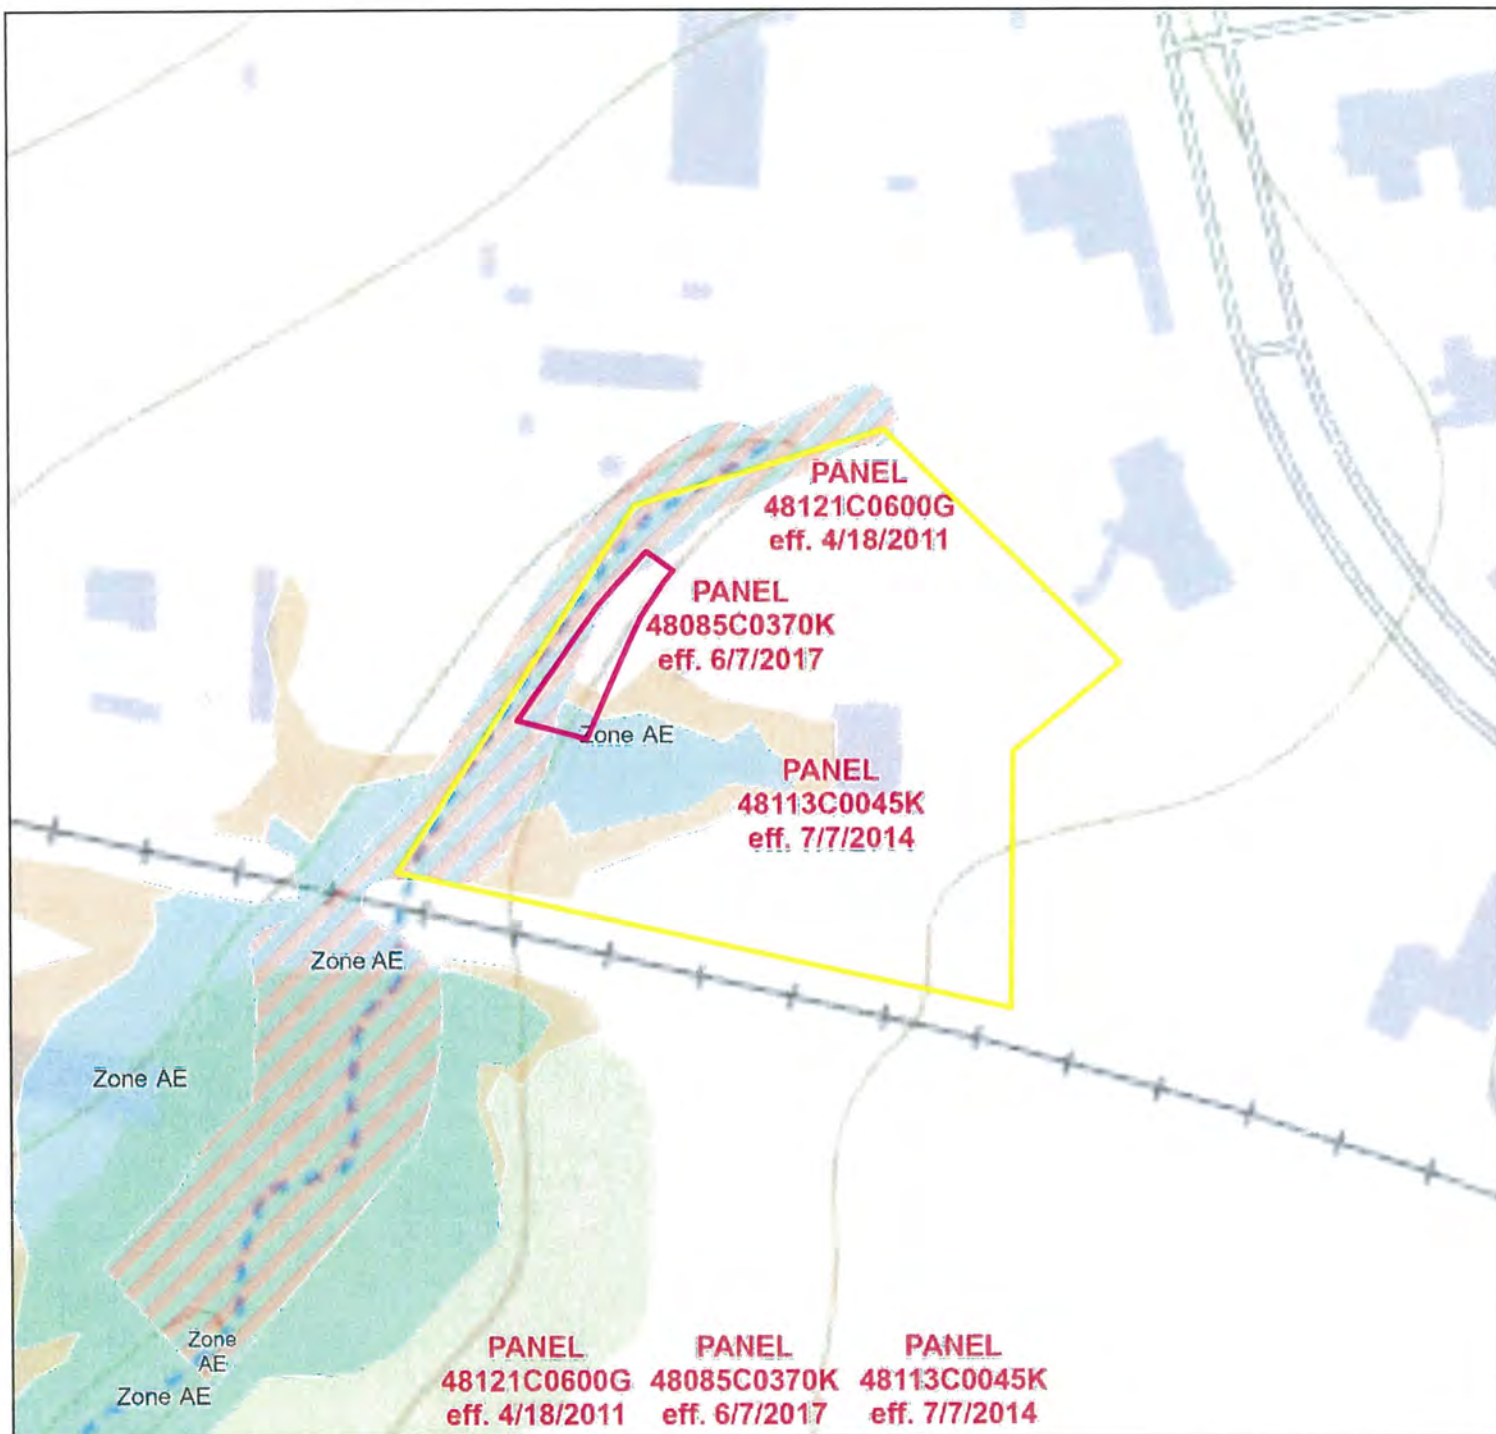 PANEL
48121C0600G
eff. 4/18/2011
PANEL
48085C0370K
eff. 6/7/2017
Zone AE
PANEL
48113C0045K
eff. 7/7/2014
Zone AE
Zone AE
Zone
AE
Zone AE
PANEL
48121C0600G
eff. 4/18/2011
PANEL
48085C0370K
eff. 6/7/2017
PANEL
48113C0045K
eff. 7/7/2014